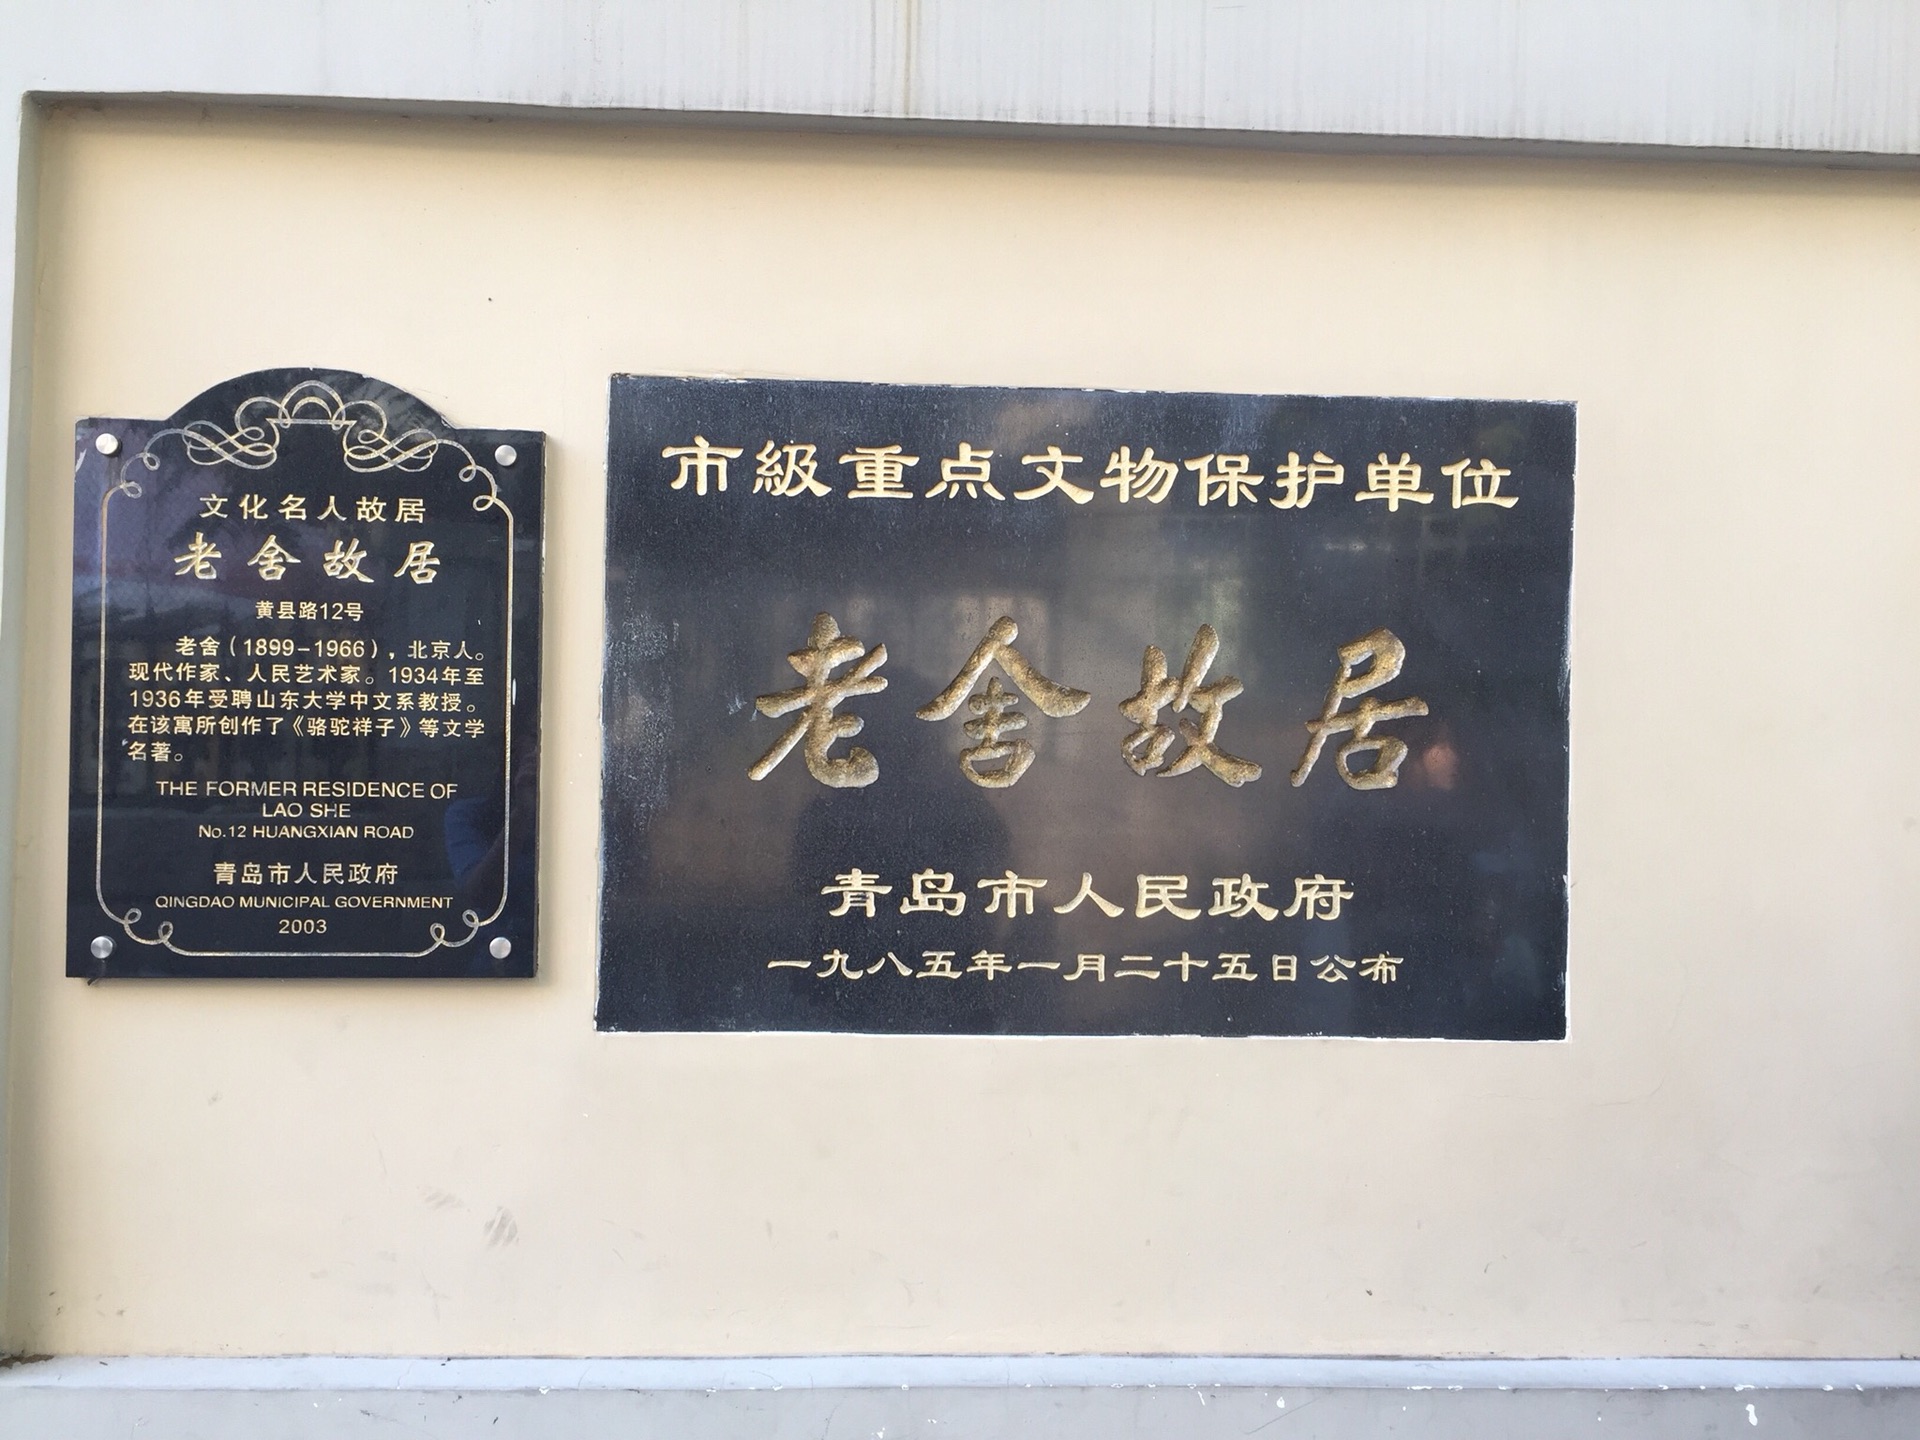 文化名人故居
老舍故居
黄县路12号
老舍（1899-1966），北京人。
现代作家、人民艺术家。1934年至
1936年受聘山东大学中文系教授。
在该寓所创作了《骆驼祥子》等文学
名著。
THE FORMER RESIDENCE OF
LAO SHE
No.12 HUANGXIAN ROAD
青岛市人民政府
QINGDAO MUNICIPAL GOVERNMENT
2003
市級重点文物保护单位
老舍故居
青岛市人民政府
一九八五年一月二十五日公布